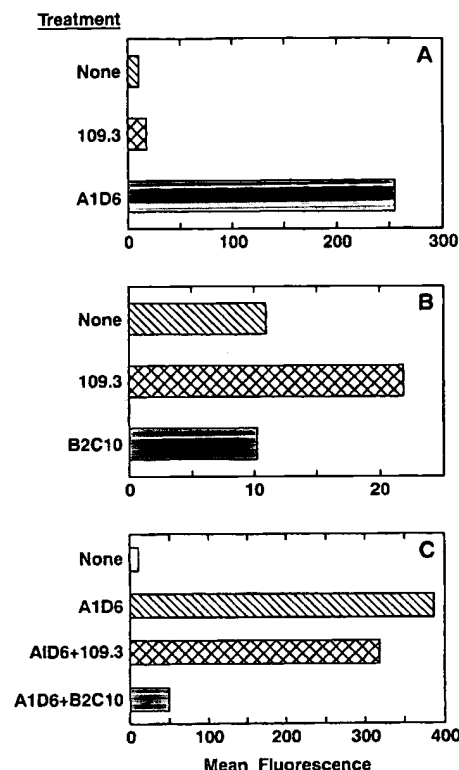 Treatment
A
None
109.3
A1D6
0 100 200 300
B
None
109.3
B2C10
0 10 20
C
None
A1D6
AID6+109.3
A1D6+B2C10
0 100 200 300 400
Mean Fluorescence